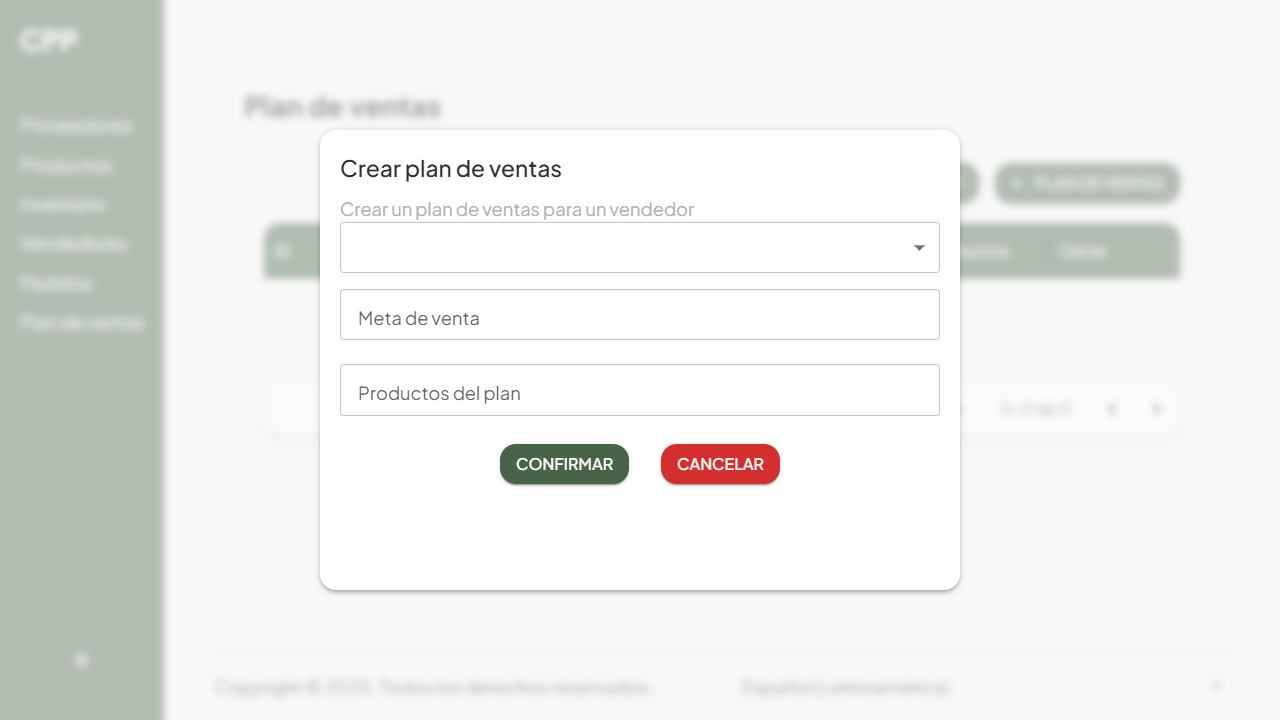 CPP
Proveedores
Productos
Inventario
Vendedores
Pedidos
Plan de ventas
Plan de ventas
PLAN DE VENTAS
Cierre
Crear plan de ventas
Crear un plan de ventas para un vendedor
Meta de venta
Productos del plan
CONFIRMAR
CANCELAR
0–0 de 0
Copyright © 2025. Todos los derechos reservados.
Español (Latinoamérica)